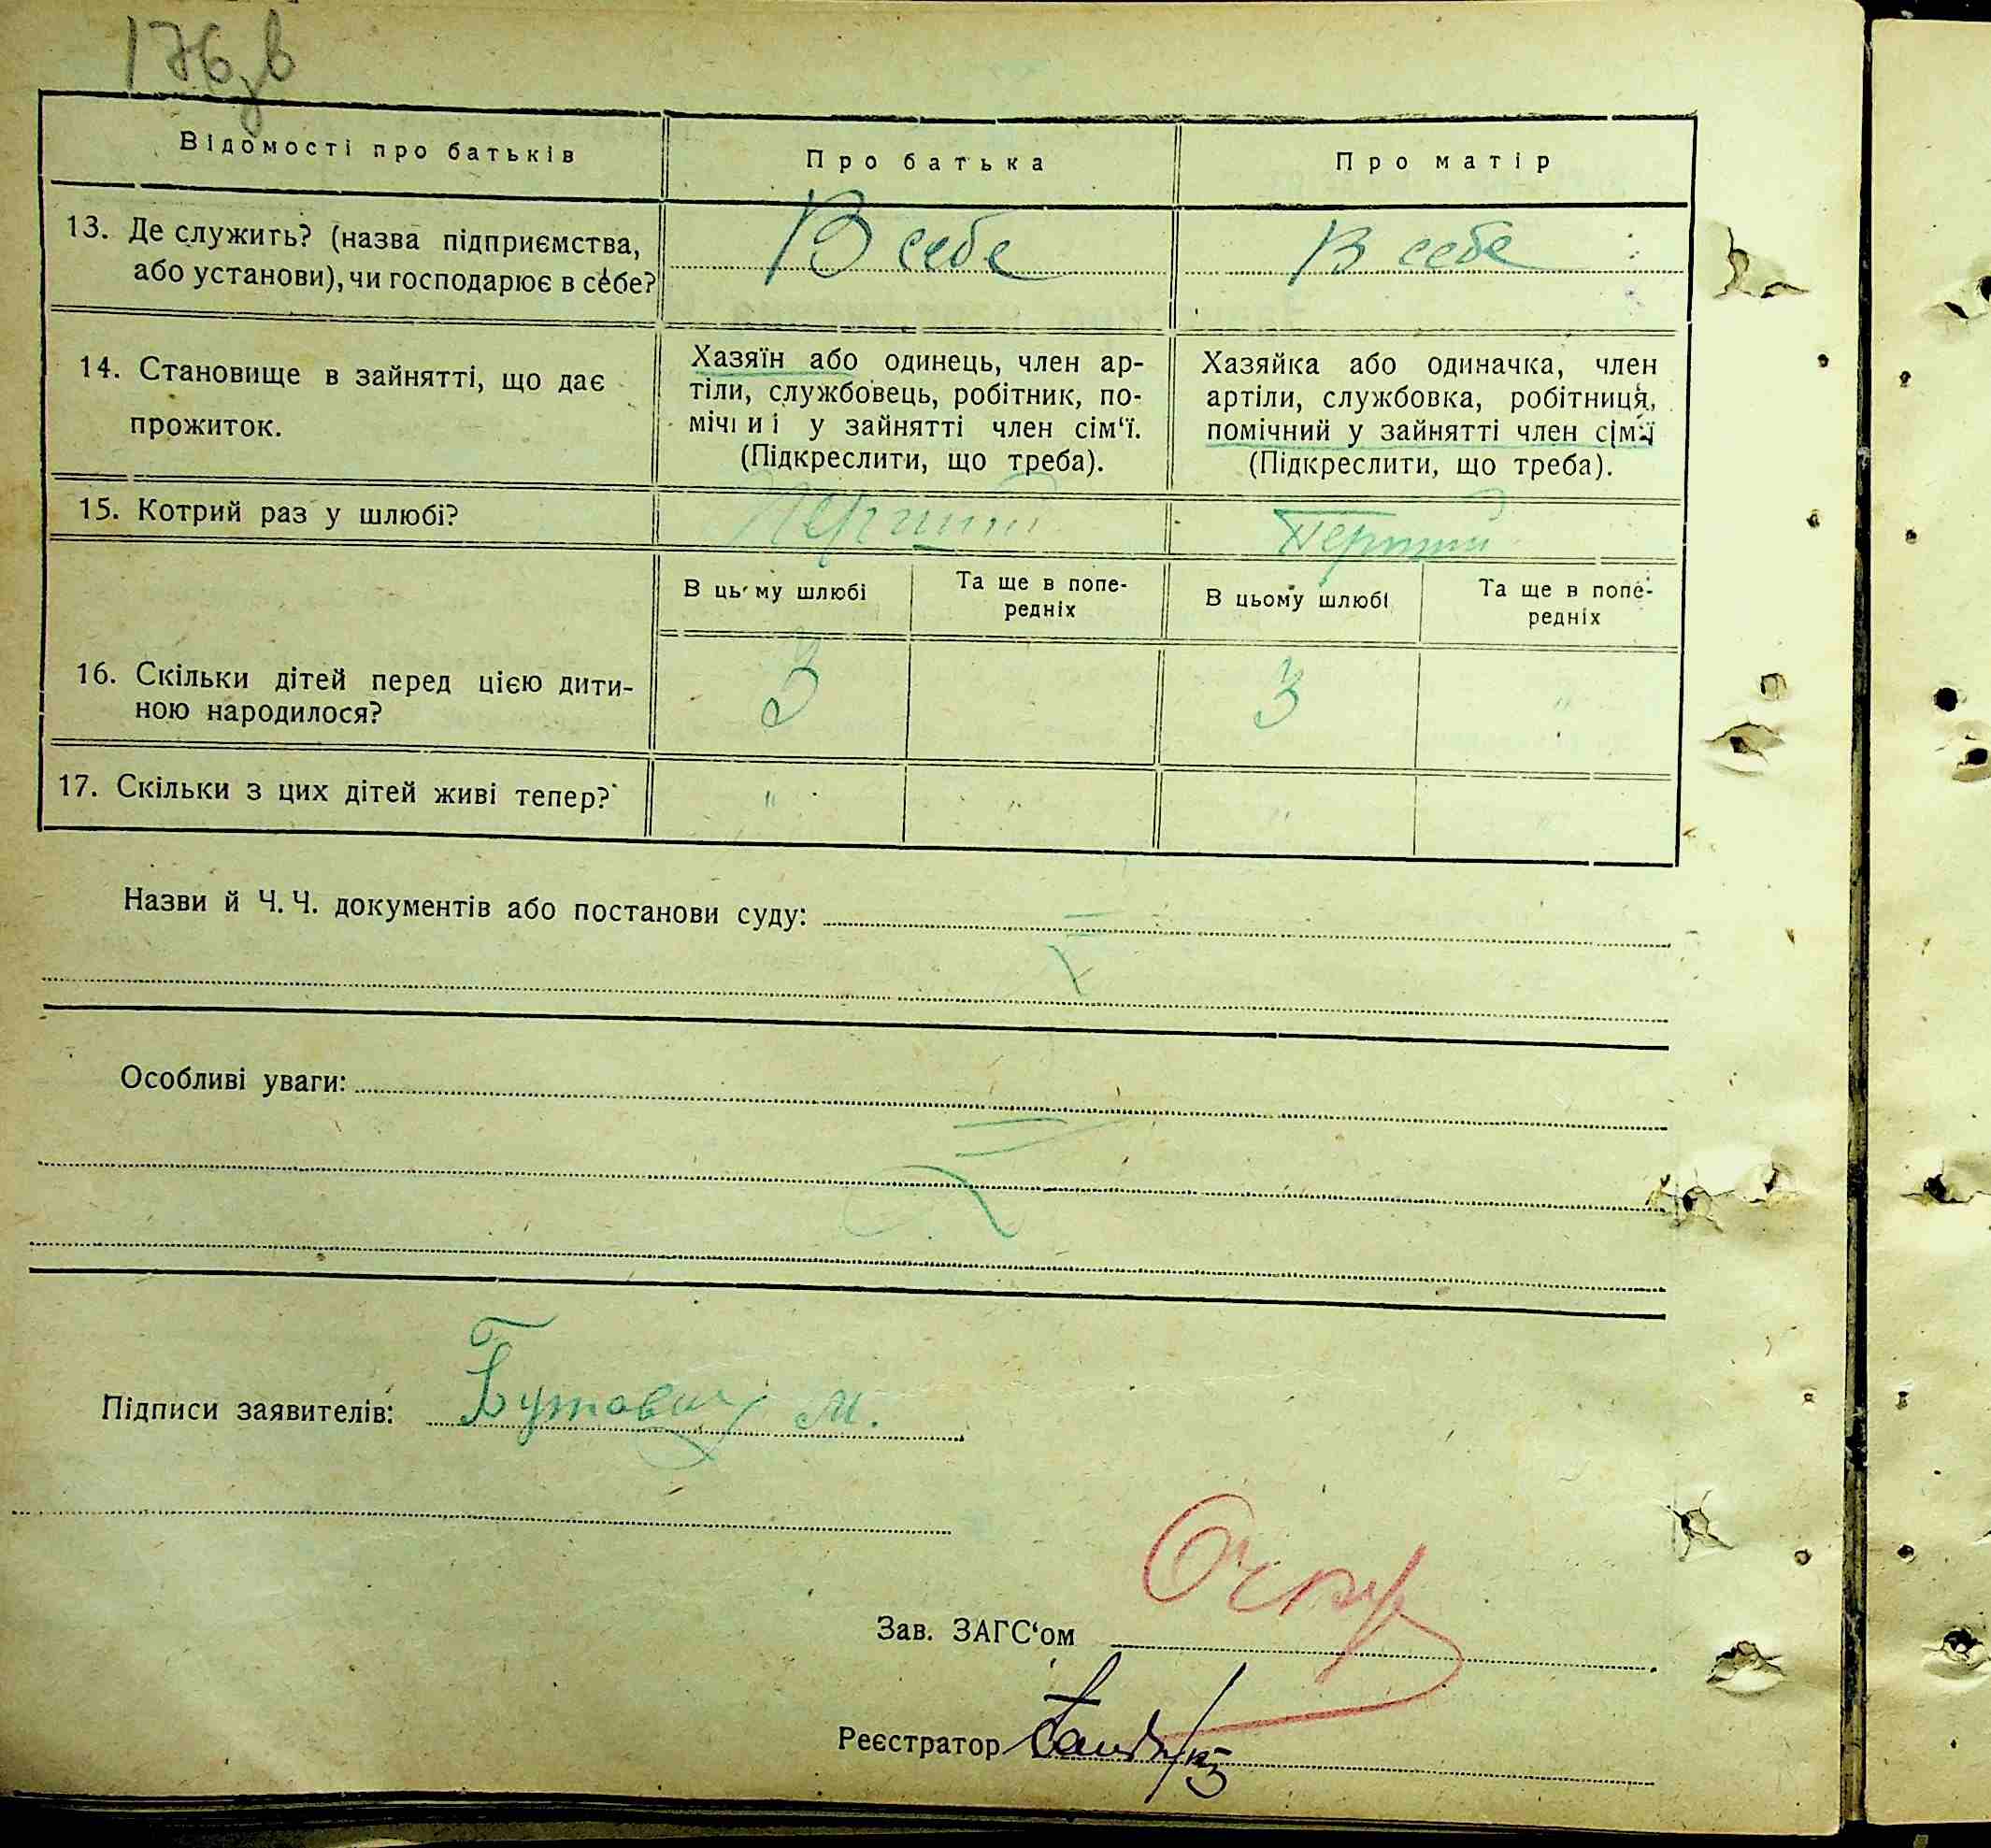 176,в
Відомості про батьків Про батька Про матір
13. Де служить? (назва підприємства, В себе В себе
або установи), чи господарює в себе?
14. Становище в зайнятті, що дає
прожиток.
Хазяїн або одинець, член ар-
тіли, службовець, робітник, по-
мічний у зайнятті член сім‘ї.
(Підкреслити, що треба).
Хазяйка або одиначка, член
артіли, службовка, робітниця,
помічний у зайнятті член сім‘ї
(Підкреслити, що треба).
15. Котрий раз у шлюбі? Перший Перший
В цьому шлюбі
Та ще в попе-
редніх
В цьому шлюбі
Та ще в попе-
редніх
16. Скільки дітей перед цією дити- 3 3 "
ною народилося?
17. Скільки з цих дітей живі тепер? " " " "
Назви й Ч. Ч. документів або постанови суду:
Особливі уваги:
Підписи заявителів: Бутович М.
Зав. ЗАГС‘ом
Реєстратор